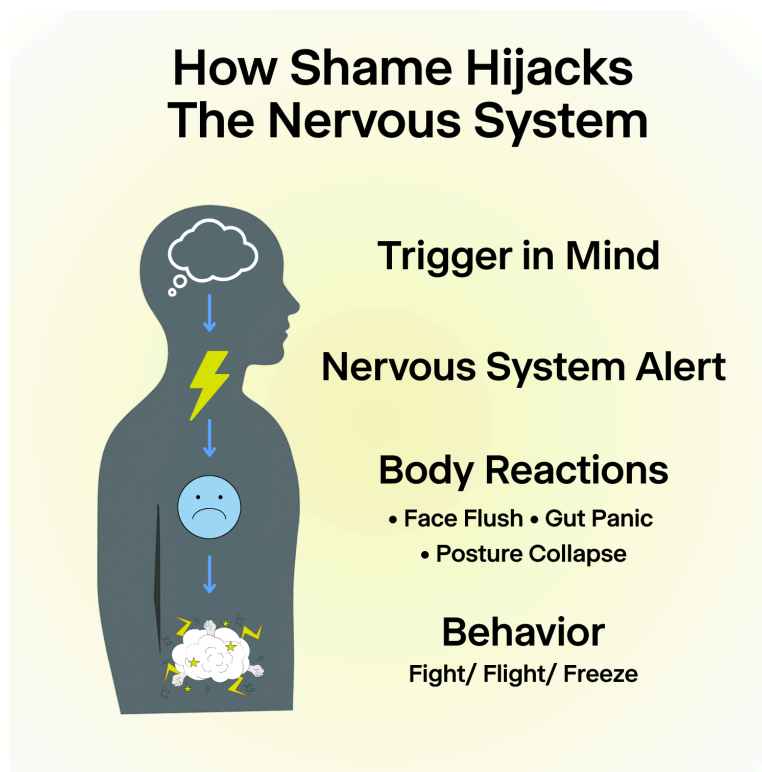 How Shame Hijacks
The Nervous System
Trigger in Mind
Nervous System Alert
Body Reactions
• Face Flush • Gut Panic
• Posture Collapse
Behavior
Fight/ Flight/ Freeze